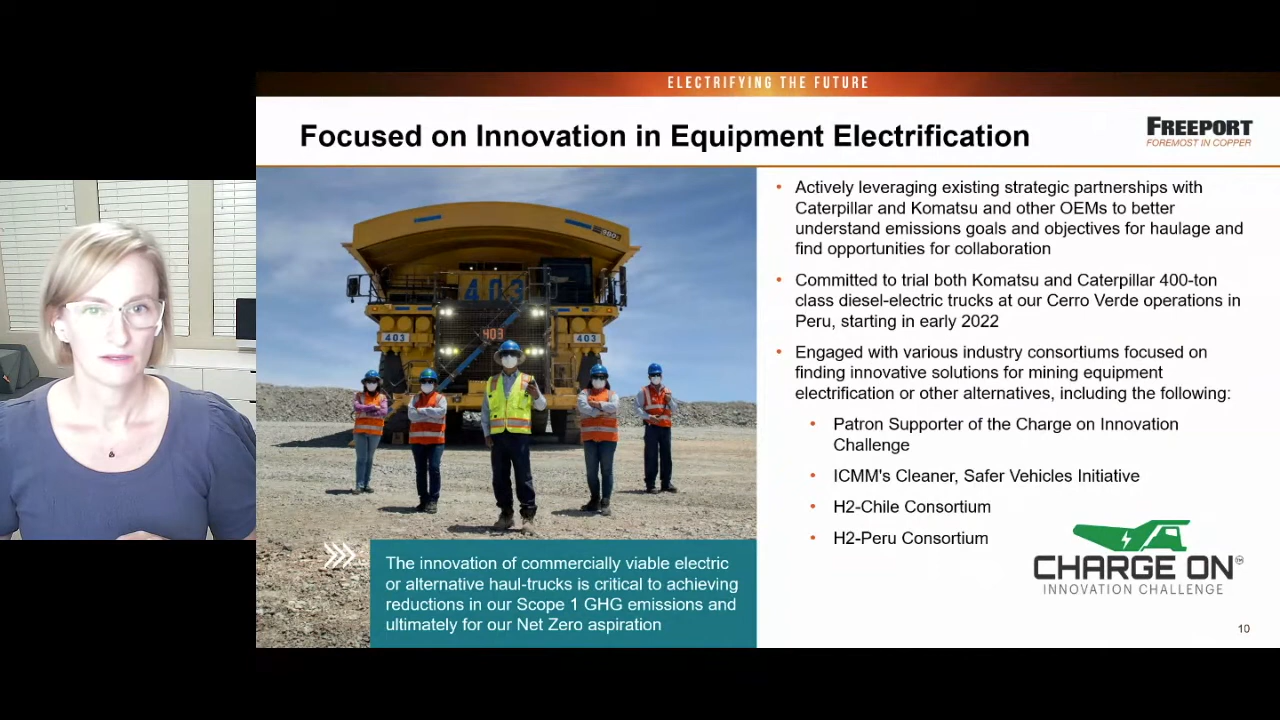 ELECTRIFYING THE FUTURE
Focused on Innovation in Equipment Electrification
FREEPORT
FOREMOST IN COPPER
• Actively leveraging existing strategic partnerships with
Caterpillar and Komatsu and other OEMs to better
understand emissions goals and objectives for haulage and
find opportunities for collaboration
• Committed to trial both Komatsu and Caterpillar 400-ton
class diesel-electric trucks at our Cerro Verde operations in
Peru, starting in early 2022
• Engaged with various industry consortiums focused on
finding innovative solutions for mining equipment
electrification or other alternatives, including the following:
• Patron Supporter of the Charge on Innovation
Challenge
• ICMM's Cleaner, Safer Vehicles Initiative
• H2-Chile Consortium
• H2-Peru Consortium
CHARGE ON™
INNOVATION CHALLENGE
10
403
403
403
403
The innovation of commercially viable electric
or alternative haul-trucks is critical to achieving
reductions in our Scope 1 GHG emissions and
ultimately for our Net Zero aspiration